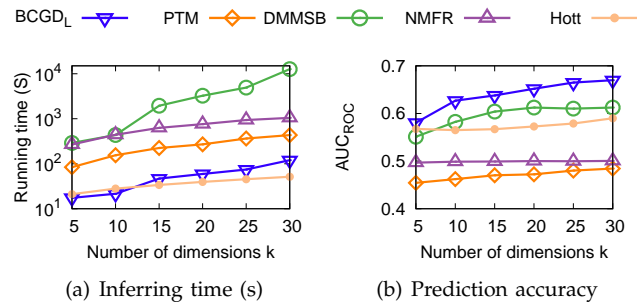 BCGD_L PTM DMMSB NMFR Hott
Running time (S)
10^4
10^3
10^2
10^1
5 10 15 20 25 30
Number of dimensions k
AUC_ROC
0.7
0.6
0.5
0.4
5 10 15 20 25 30
Number of dimensions k
(a) Inferring time (s)
(b) Prediction accuracy